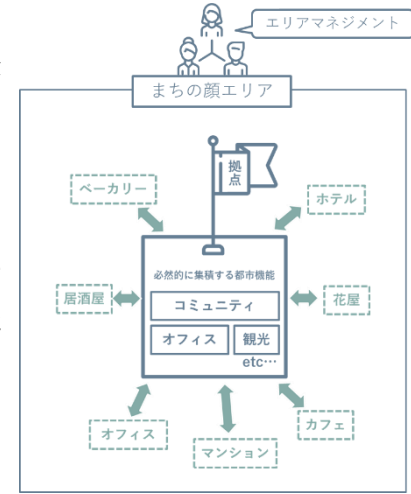 エリアマネジメント
まちの顔エリア
拠点
ベーカリー
ホテル
必然的に集積する都市機能
居酒屋
コミュニティ
花屋
オフィス
観光
etc…
オフィス
カフェ
マンション